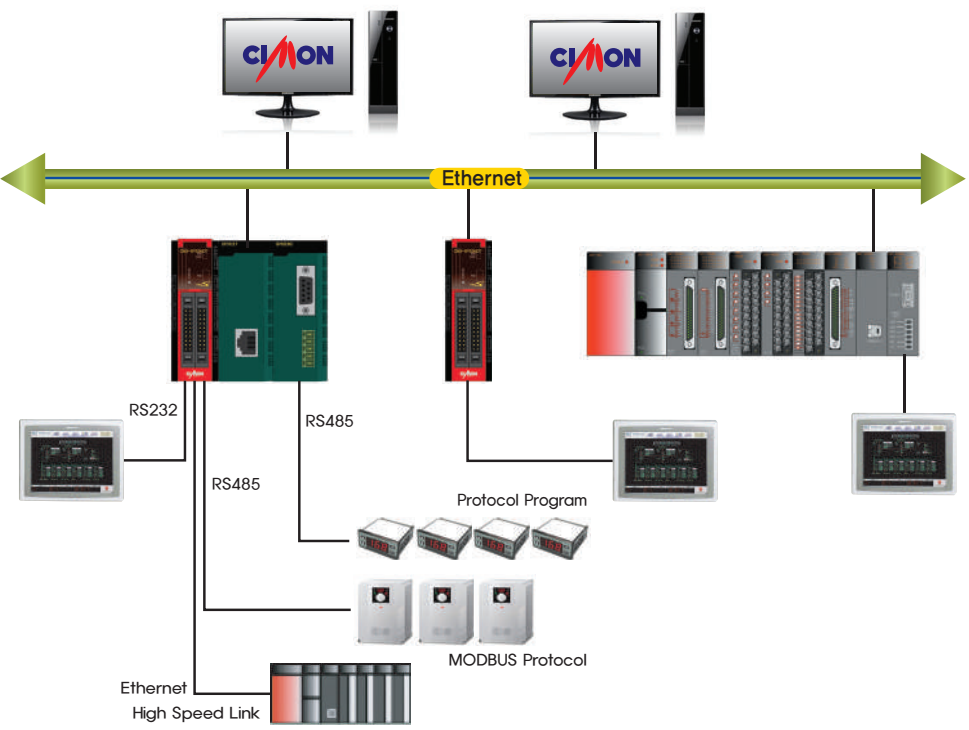 CIMON
CIMON
Ethernet
RS232
RS485
RS485
Protocol Program
MODBUS Protocol
Ethernet
High Speed Link